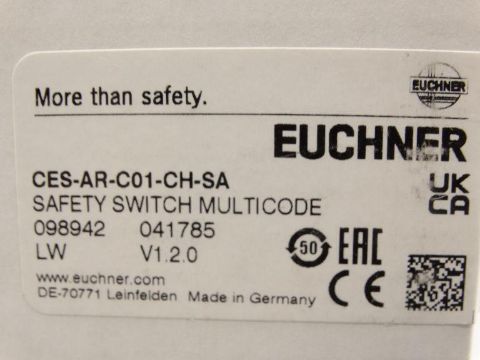 EUCHNER
More than safety.
EUCHNER
CES-AR-C01-CH-SA
SAFETY SWITCH MULTICODE
UK
CA
098942 041785
LW V1.2.0
50
EAC
CE
www.euchner.com
DE-70771 Leinfelden Made in Germany